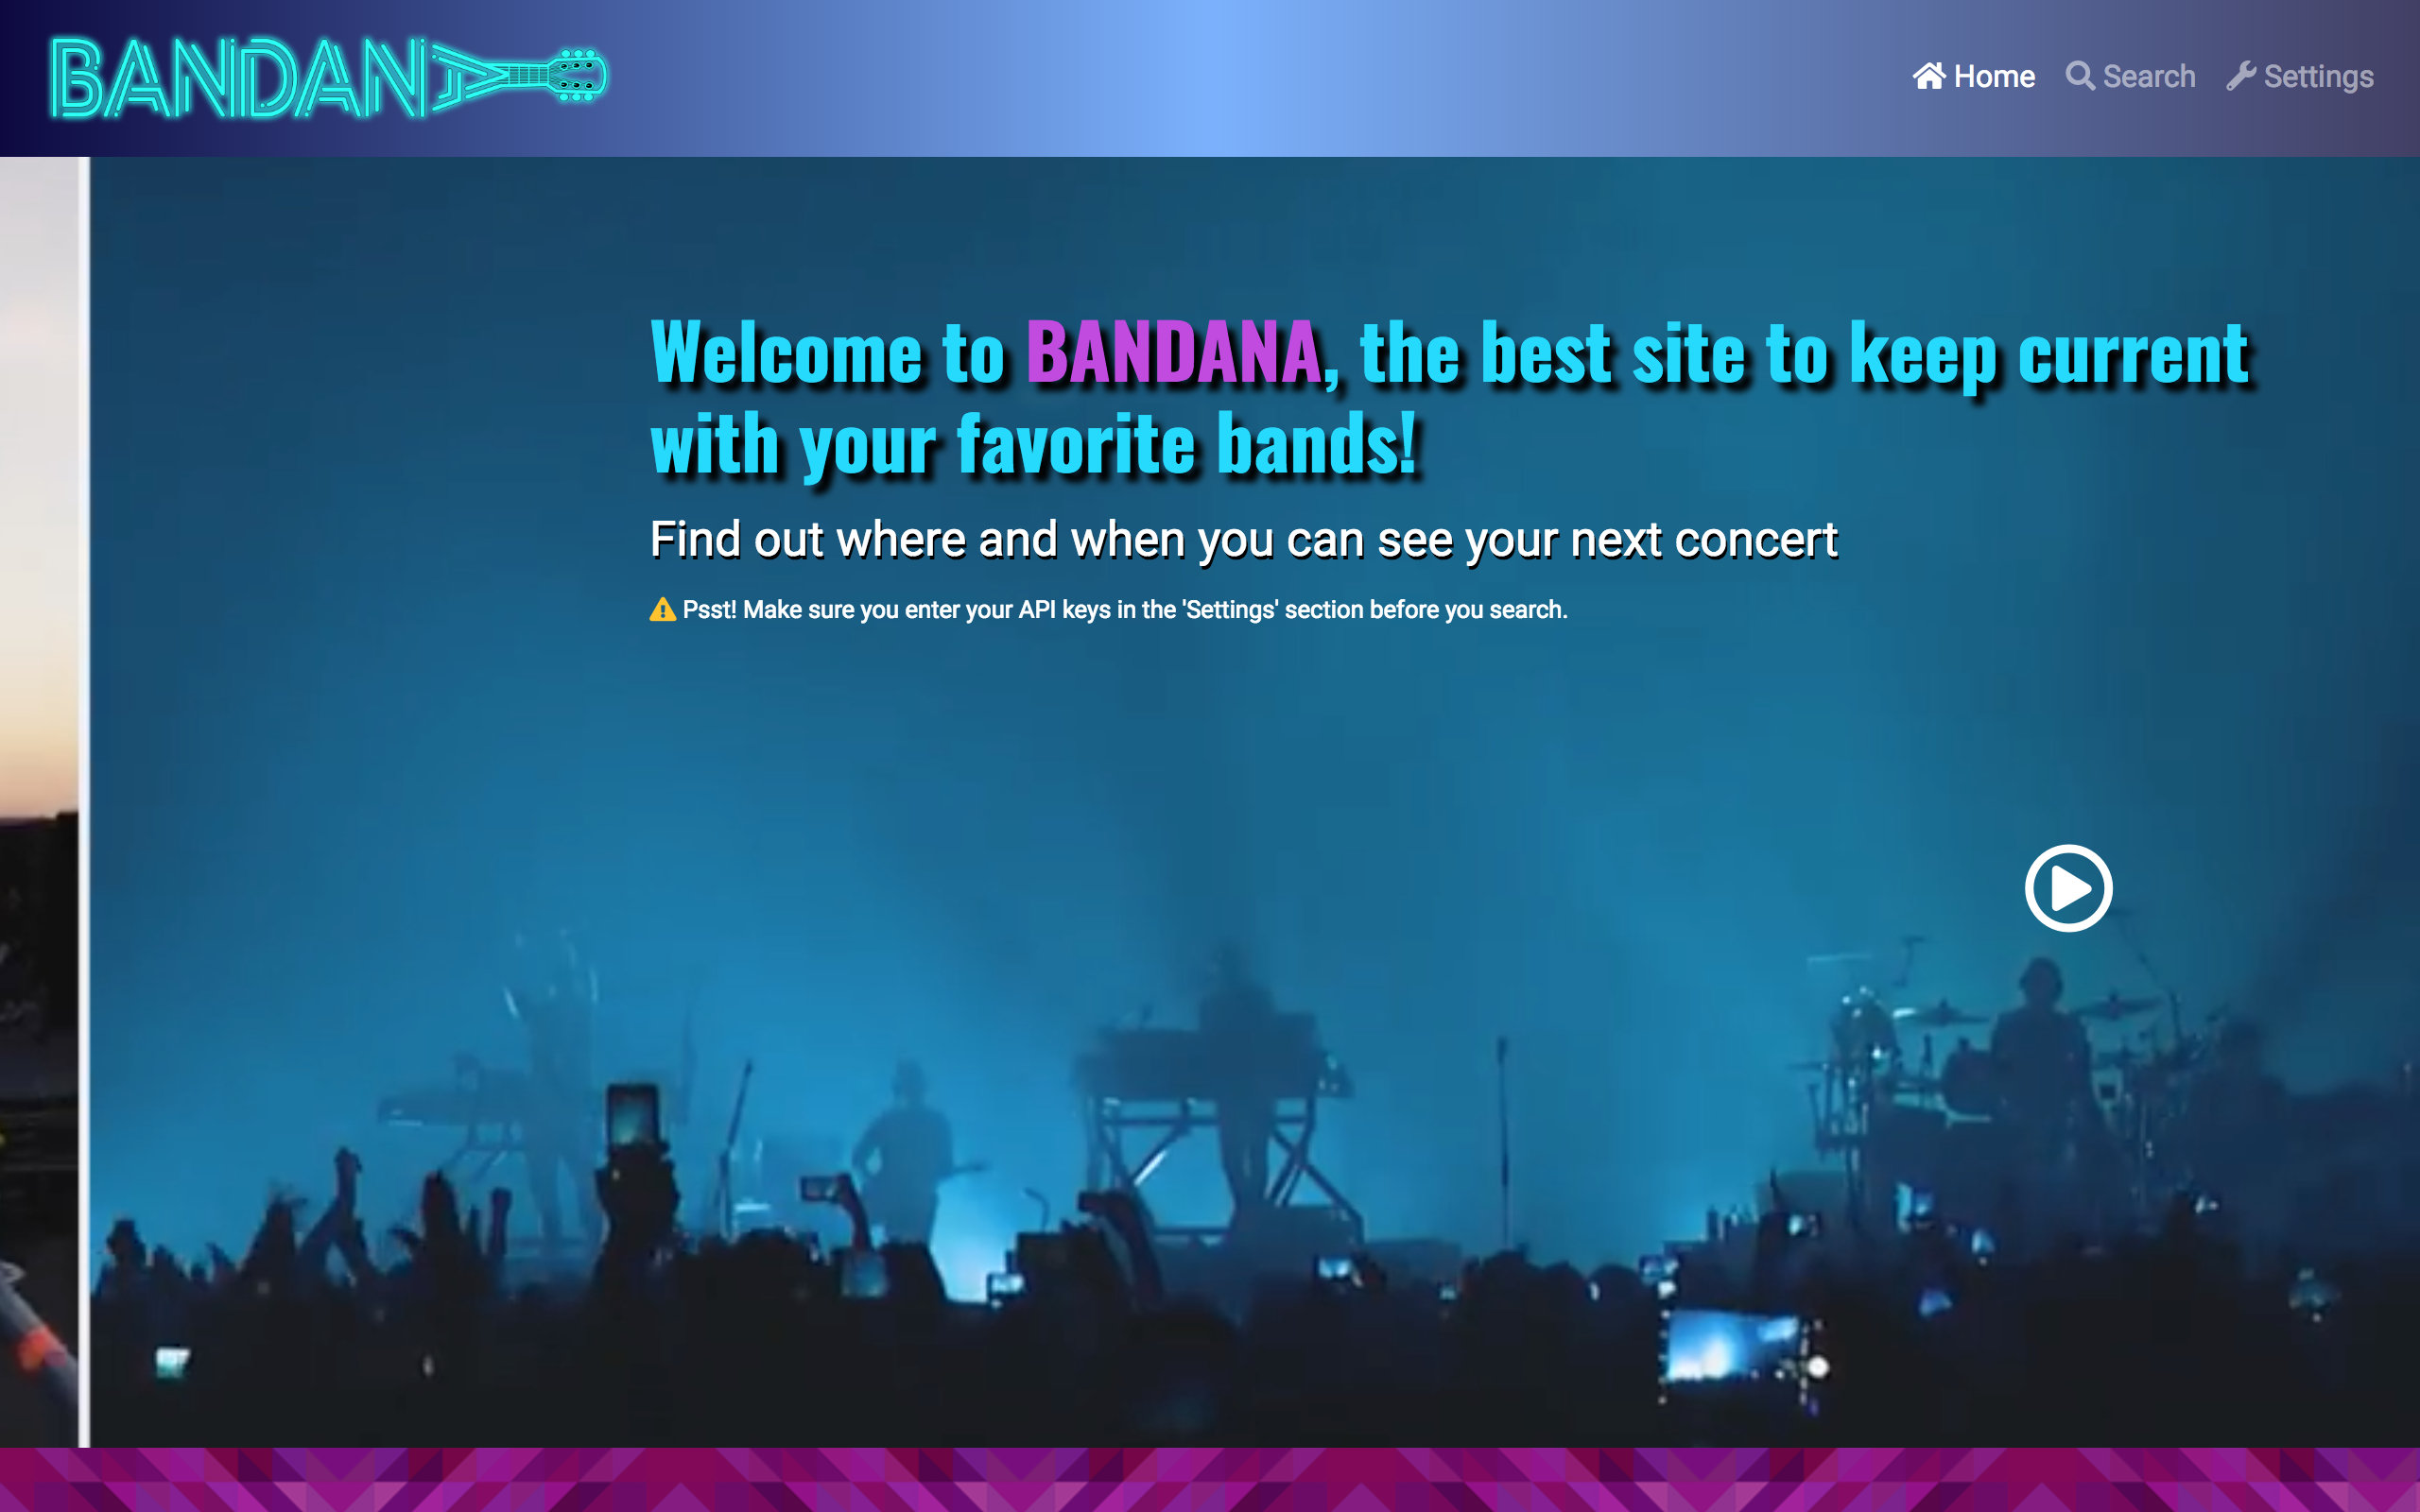 BANDANA
Home Search Settings
Welcome to BANDANA, the best site to keep current
with your favorite bands!
Find out where and when you can see your next concert
Psst! Make sure you enter your API keys in the 'Settings' section before you search.